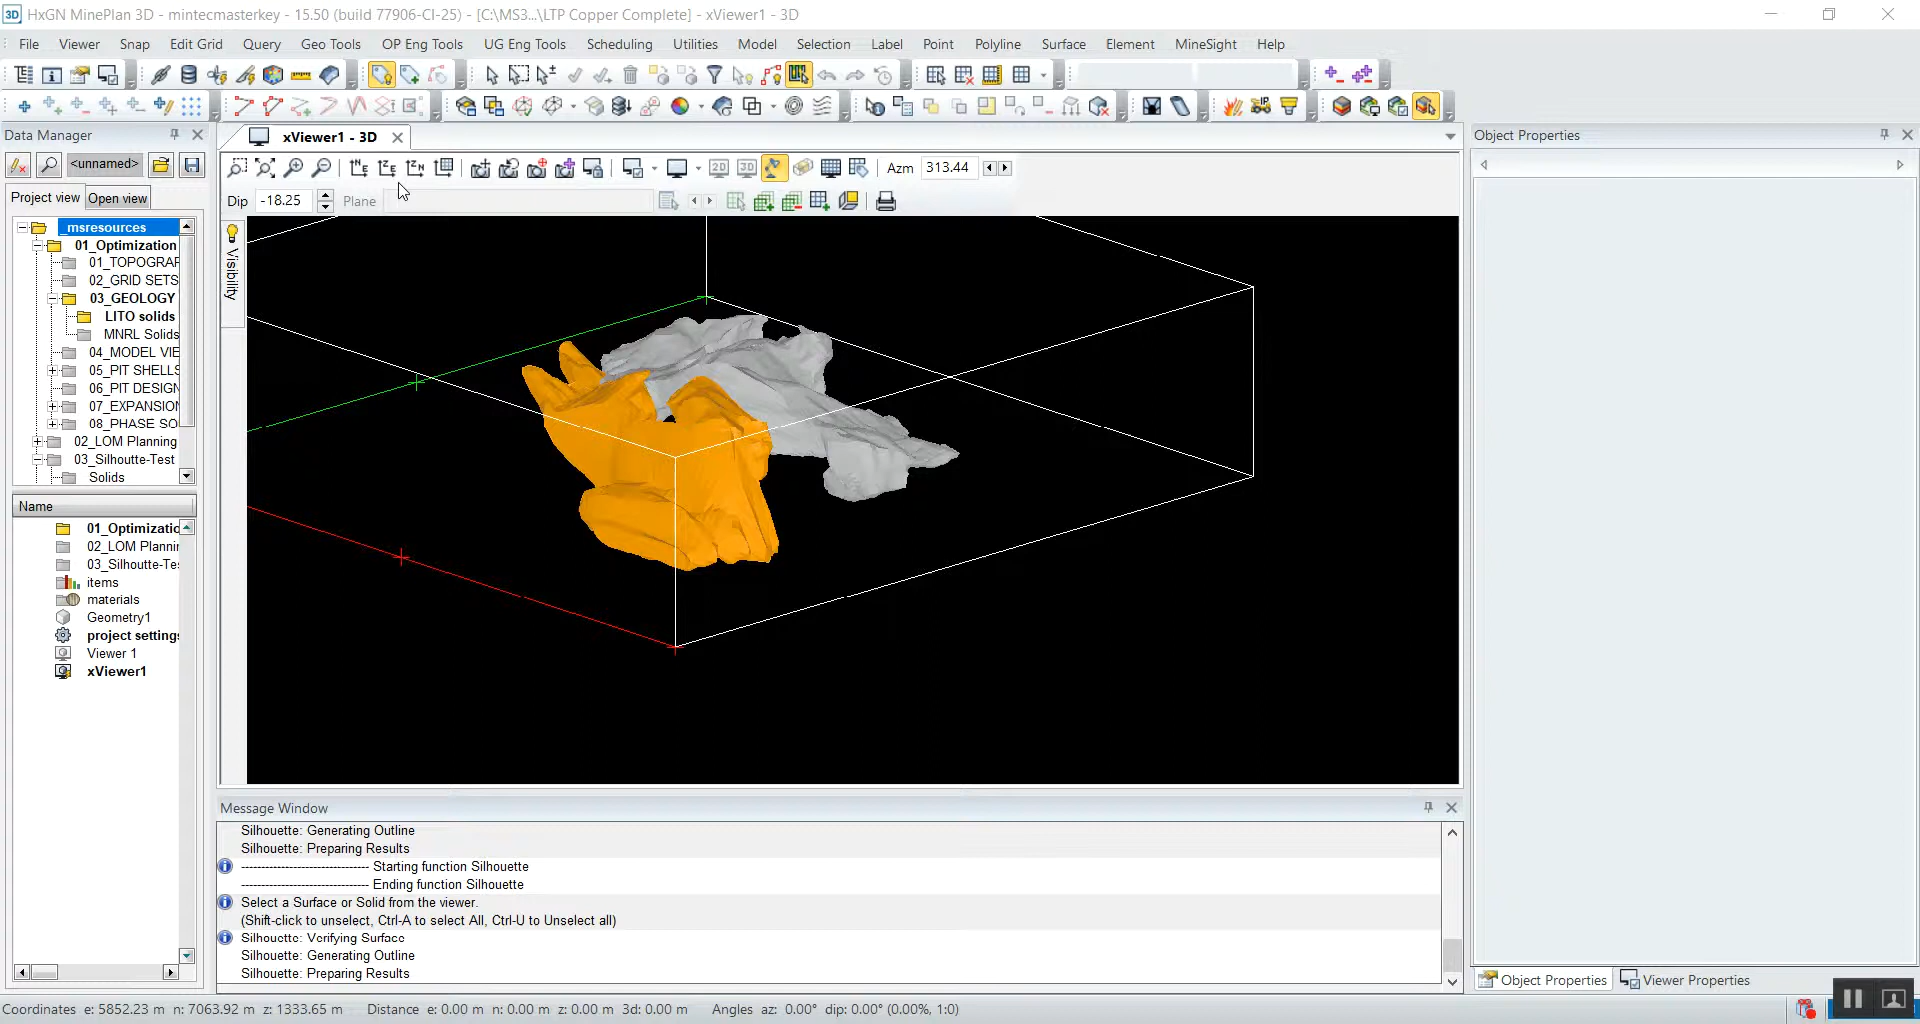 HxGN MinePlan 3D - mintecmasterkey - 15.50 (build 77906-CI-25) - [C:\MS3...\LTP Copper Complete] - xViewer1 - 3D
File Viewer Snap Edit Grid Query Geo Tools OP Eng Tools UG Eng Tools Scheduling Utilities Model Selection Label Point Polyline Surface Element MineSight Help
Data Manager
xViewer1 - 3D
Object Properties
<unnamed>
2D 3D Azm 313.44
Project view Open view
Dip -18.25 Plane
_msresources
01_Optimization
01_TOPOGRAF
02_GRID SETS
03_GEOLOGY
LITO solids
MNRL Solids
04_MODEL VIE
05_PIT SHELLS
06_PIT DESIGN
07_EXPANSION
08_PHASE SO
02_LOM Planning
03_Silhoutte-Test
Solids
Visibility
Name
01_Optimizatio
02_LOM Plannin
03_Silhoutte-Te
items
materials
Geometry1
project settings
Viewer 1
xViewer1
Message Window
Silhouette: Generating Outline
Silhouette: Preparing Results
-------------------------------- Starting function Silhouette
-------------------------------- Ending function Silhouette
Select a Surface or Solid from the viewer.
(Shift-click to unselect, Ctrl-A to select All, Ctrl-U to Unselect all)
Silhouette: Verifying Surface
Silhouette: Generating Outline
Silhouette: Preparing Results
Object Properties Viewer Properties
Coordinates e: 5852.23 m n: 7063.92 m z: 1333.65 m Distance e: 0.00 m n: 0.00 m z: 0.00 m 3d: 0.00 m Angles az: 0.00° dip: 0.00° (0.00%, 1:0)